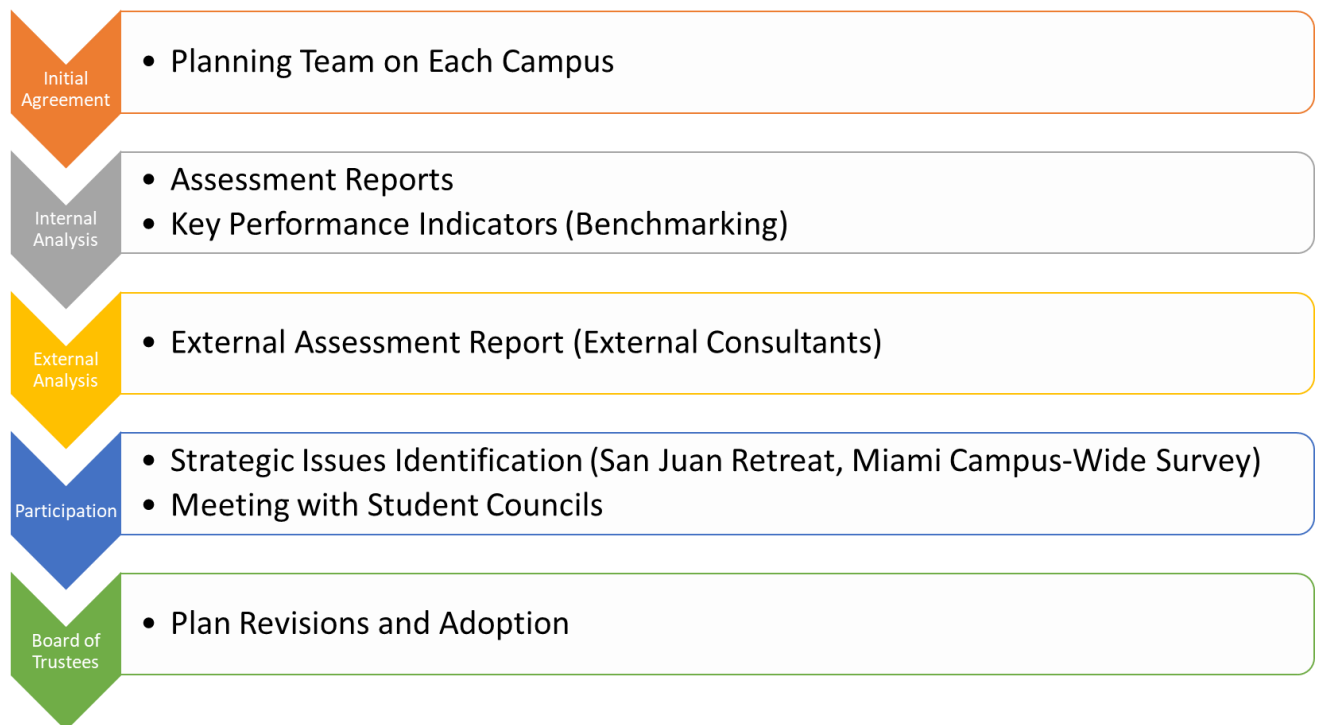 Initial
Agreement
• Planning Team on Each Campus
Internal
Analysis
• Assessment Reports
• Key Performance Indicators (Benchmarking)
External
Analysis
• External Assessment Report (External Consultants)
Participation
• Strategic Issues Identification (San Juan Retreat, Miami Campus-Wide Survey)
• Meeting with Student Councils
Board of
Trustees
• Plan Revisions and Adoption